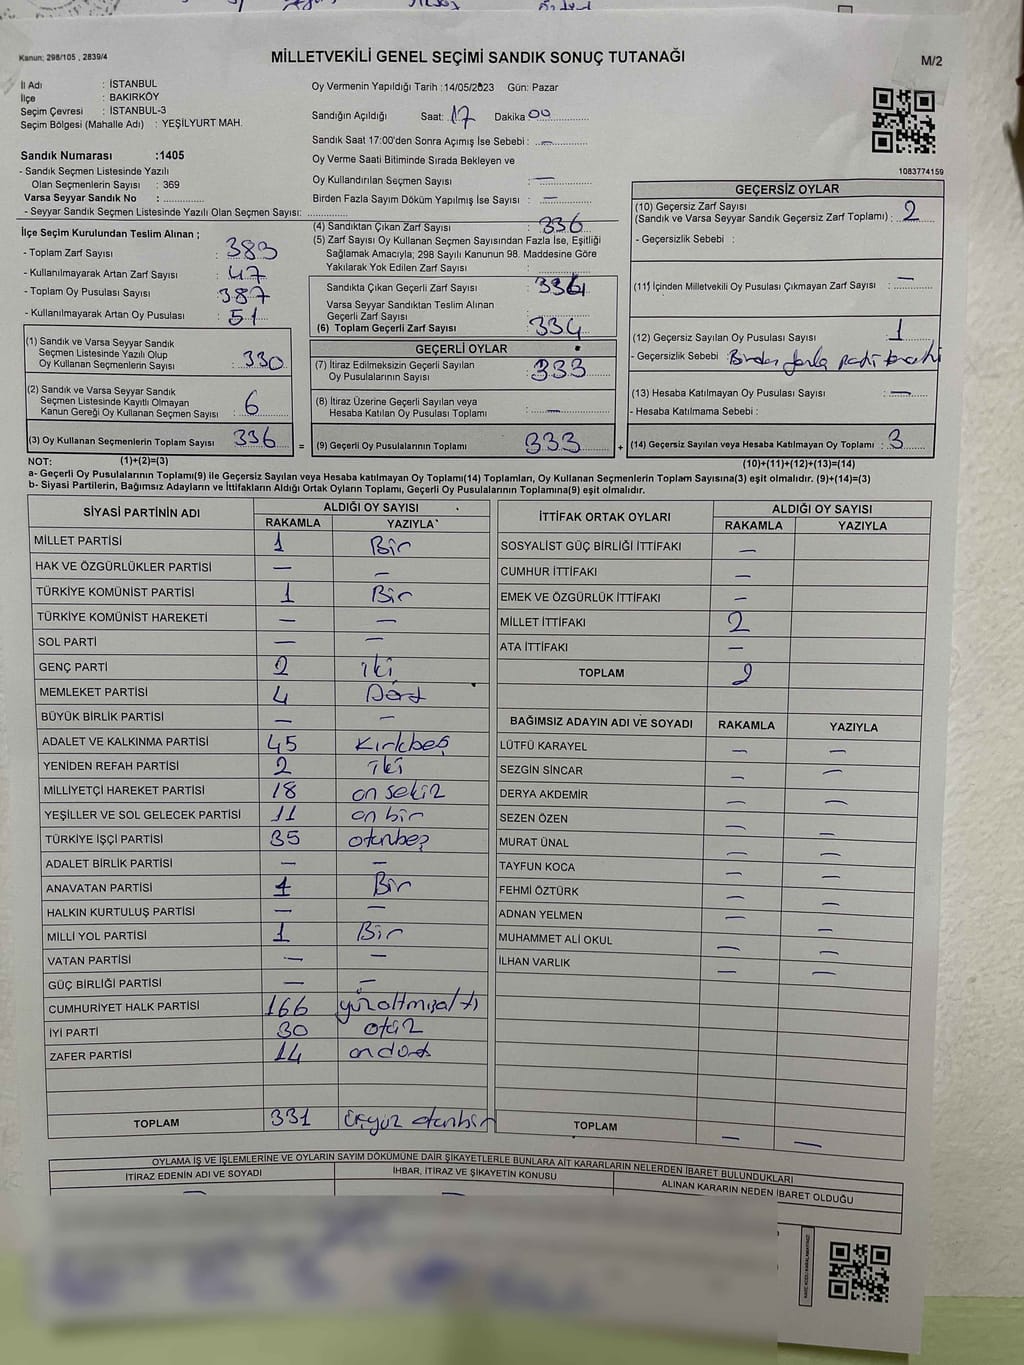 Kanun; 298/105 , 2839/4
MİLLETVEKİLİ GENEL SEÇİMİ SANDIK SONUÇ TUTANAĞI
M/2
İl Adı : İSTANBUL
İlçe : BAKIRKÖY
Seçim Çevresi : İSTANBUL-3
Seçim Bölgesi (Mahalle Adı) : YEŞİLYURT MAH.
Oy Vermenin Yapıldığı Tarih :14/05/2023 Gün: Pazar
Sandığın Açıldığı Saat: 17 Dakika 00
Sandık Saat 17:00'den Sonra Açımış İse Sebebi : —
Oy Verme Saati Bitiminde Sırada Bekleyen ve
Oy Kullandırılan Seçmen Sayısı : —
Birden Fazla Sayım Döküm Yapılmış İse Sayısı : —
Sandık Numarası :1405
- Sandık Seçmen Listesinde Yazılı
Olan Seçmenlerin Sayısı : 369
Varsa Seyyar Sandık No :
- Seyyar Sandık Seçmen Listesinde Yazılı Olan Seçmen Sayısı:
1083774159
İlçe Seçim Kurulundan Teslim Alınan ;
- Toplam Zarf Sayısı : 383
- Kullanılmayarak Artan Zarf Sayısı : 47
- Toplam Oy Pusulası Sayısı : 387
- Kullanılmayarak Artan Oy Pusulası : 51
(1) Sandık ve Varsa Seyyar Sandık
Seçmen Listesinde Yazılı Olup
Oy Kullanan Seçmenlerin Sayısı : 330
(2) Sandık ve Varsa Seyyar Sandık
Seçmen Listesinde Kayıtlı Olmayan
Kanun Gereği Oy Kullanan Seçmen Sayısı : 6
(3) Oy Kullanan Seçmenlerin Toplam Sayısı 336
(4) Sandıktan Çıkan Zarf Sayısı : 336
(5) Zarf Sayısı Oy Kullanan Seçmen Sayısından Fazla İse, Eşitliği
Sağlamak Amacıyla; 298 Sayılı Kanunun 98. Maddesine Göre
Yakılarak Yok Edilen Zarf Sayısı :
Sandıkta Çıkan Geçerli Zarf Sayısı : 334
Varsa Seyyar Sandıktan Teslim Alınan
Geçerli Zarf Sayısı :
(6) Toplam Geçerli Zarf Sayısı : 334
GEÇERLİ OYLAR
(7) İtiraz Edilmeksizin Geçerli Sayılan
Oy Pusulalarının Sayısı : 333
(8) İtiraz Üzerine Geçerli Sayılan veya
Hesaba Katılan Oy Pusulası Toplamı : —
= (9) Geçerli Oy Pusulalarının Toplamı 333
GEÇERSİZ OYLAR
(10) Geçersiz Zarf Sayısı
(Sandık ve Varsa Seyyar Sandık Geçersiz Zarf Toplamı) : 2
- Geçersizlik Sebebi :
(11) İçinden Milletvekili Oy Pusulası Çıkmayan Zarf Sayısı : —
(12) Geçersiz Sayılan Oy Pusulası Sayısı : 1
- Geçersizlik Sebebi : Birden fazla parti
(13) Hesaba Katılmayan Oy Pusulası Sayısı : —
- Hesaba Katılmama Sebebi :
+ (14) Geçersiz Sayılan veya Hesaba Katılmayan Oy Toplamı : 3
NOT: (1)+(2)=(3) (10)+(11)+(12)+(13)=(14)
a- Geçerli Oy Pusulalarının Toplamı(9) ile Geçersiz Sayılan veya Hesaba katılmayan Oy Toplamı(14) Toplamları, Oy Kullanan Seçmenlerin Toplam Sayısına(3) eşit olmalıdır. (9)+(14)=(3)
b- Siyasi Partilerin, Bağımsız Adayların ve İttifakların Aldığı Ortak Oyların Toplamı, Geçerli Oy Pusulalarının Toplamına(9) eşit olmalıdır.
SİYASİ PARTİNİN ADI ALDIĞI OY SAYISI
RAKAMLA YAZIYLA
MİLLET PARTİSİ 1 Bir
HAK VE ÖZGÜRLÜKLER PARTİSİ — —
TÜRKİYE KOMÜNİST PARTİSİ 1 Bir
TÜRKİYE KOMÜNİST HAREKETİ — —
SOL PARTİ — —
GENÇ PARTİ 2 iki
MEMLEKET PARTİSİ 4 Dört
BÜYÜK BİRLİK PARTİSİ — —
ADALET VE KALKINMA PARTİSİ 45 Kırkbeş
YENİDEN REFAH PARTİSİ 2 iki
MİLLİYETÇİ HAREKET PARTİSİ 18 on sekiz
YEŞİLLER VE SOL GELECEK PARTİSİ 11 on bir
TÜRKİYE İŞÇİ PARTİSİ 35 otuzbeş
ADALET BİRLİK PARTİSİ — —
ANAVATAN PARTİSİ 1 Bir
HALKIN KURTULUŞ PARTİSİ — —
MİLLİ YOL PARTİSİ 1 Bir
VATAN PARTİSİ — —
GÜÇ BİRLİĞİ PARTİSİ — —
CUMHURİYET HALK PARTİSİ 166 yüzaltmışaltı
İYİ PARTİ 30 otuz
ZAFER PARTİSİ 14 ondört
TOPLAM 331 üçyüz otuzbir
İTTİFAK ORTAK OYLARI ALDIĞI OY SAYISI
RAKAMLA YAZIYLA
SOSYALİST GÜÇ BİRLİĞİ İTTİFAKI —
CUMHUR İTTİFAKI —
EMEK VE ÖZGÜRLÜK İTTİFAKI —
MİLLET İTTİFAKI 2
ATA İTTİFAKI —
TOPLAM 2
BAĞIMSIZ ADAYIN ADI VE SOYADI RAKAMLA YAZIYLA
LÜTFÜ KARAYEL — —
SEZGİN SİNCAR — —
DERYA AKDEMİR — —
SEZEN ÖZEN — —
MURAT ÜNAL — —
TAYFUN KOCA — —
FEHMİ ÖZTÜRK — —
ADNAN YELMEN — —
MUHAMMET ALİ OKUL — —
İLHAN VARLIK — —
TOPLAM — —
OYLAMA İŞ VE İŞLEMLERİNE VE OYLARIN SAYIM DÖKÜMÜNE DAİR ŞİKAYETLERLE BUNLARA AİT KARARLARIN NELERDEN İBARET BULUNDUKLARI
İTİRAZ EDENİN ADI VE SOYADI İHBAR, İTİRAZ VE ŞİKAYETİN KONUSU ALINAN KARARIN NEDEN İBARET OLDUĞU